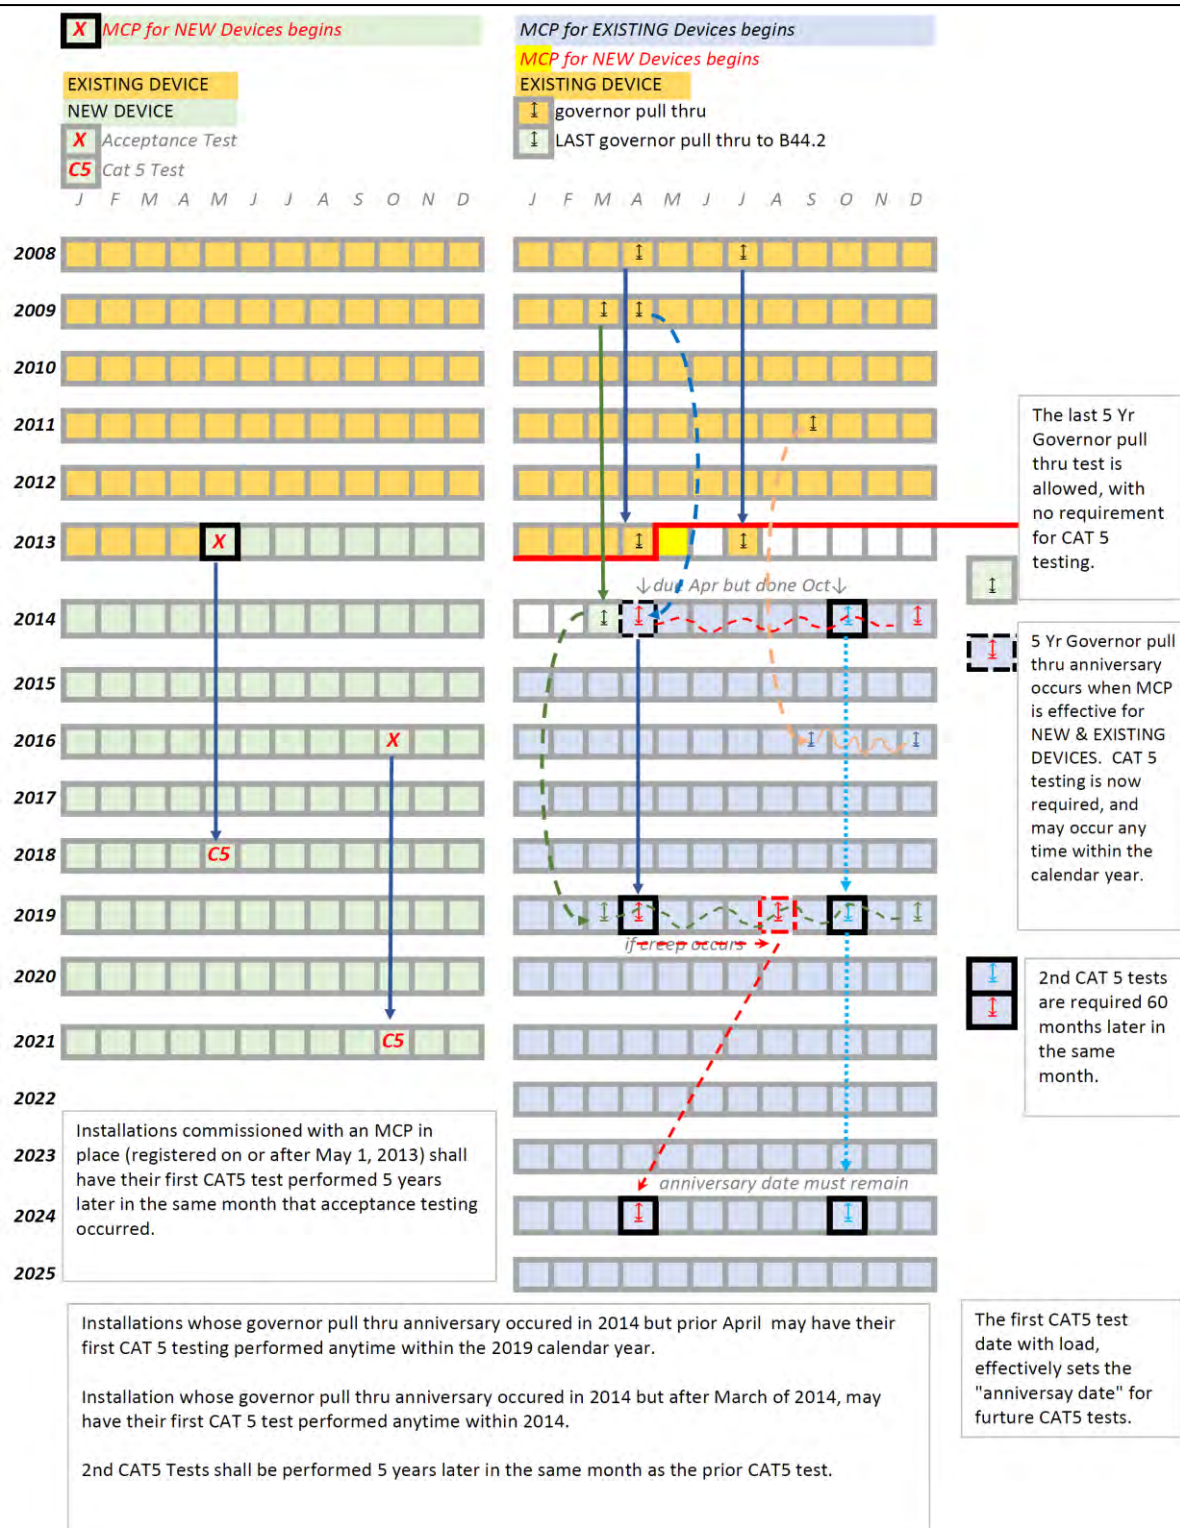 X MCP for NEW Devices begins
EXISTING DEVICE
NEW DEVICE
X Acceptance Test
C5 Cat 5 Test
MCP for EXISTING Devices begins
MCP for NEW Devices begins
EXISTING DEVICE
governor pull thru
LAST governor pull thru to B44.2
J F M A M J J A S O N D
J F M A M J J A S O N D
2008
2009
2010
2011
2012
2013
X
↓due Apr but done Oct↓
2014
2015
2016
X
2017
2018
C5
2019
if creep occurs
2020
2021
C5
2022
2023
anniversary date must remain
2024
2025
The last 5 Yr
Governor pull
thru test is
allowed, with
no requirement
for CAT 5
testing.
5 Yr Governor pull
thru anniversary
occurs when MCP
is effective for
NEW & EXISTING
DEVICES. CAT 5
testing is now
required, and
may occur any
time within the
calendar year.
2nd CAT 5 tests
are required 60
months later in
the same
month.
Installations commissioned with an MCP in
place (registered on or after May 1, 2013) shall
have their first CAT5 test performed 5 years
later in the same month that acceptance testing
occurred.
Installations whose governor pull thru anniversary occured in 2014 but prior April may have their
first CAT 5 testing performed anytime within the 2019 calendar year.
Installation whose governor pull thru anniversary occured in 2014 but after March of 2014, may
have their first CAT 5 test performed anytime within 2014.
2nd CAT5 Tests shall be performed 5 years later in the same month as the prior CAT5 test.
The first CAT5 test
date with load,
effectively sets the
"anniversay date" for
furture CAT5 tests.